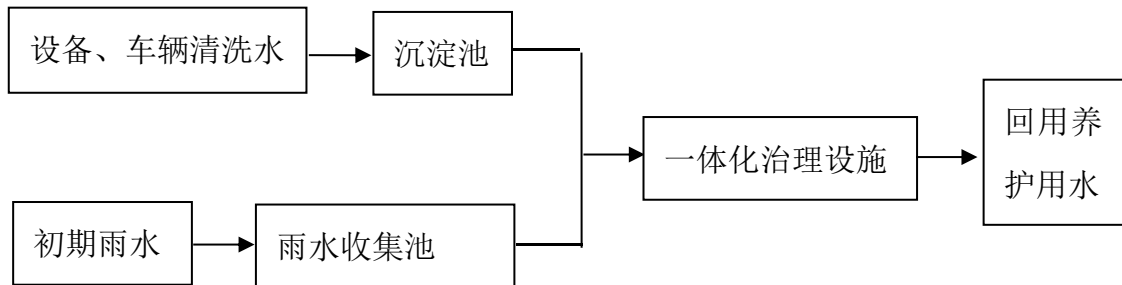 设备、车辆清洗水
沉淀池
初期雨水
雨水收集池
一体化治理设施
回用养
护用水